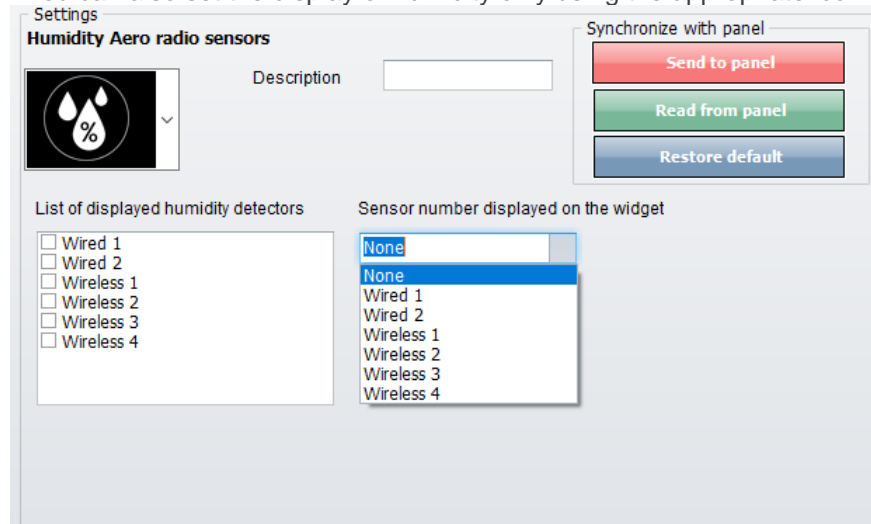 Settings
Humidity Aero radio sensors
Description
%
Synchronize with panel
Send to panel
Read from panel
Restore default
List of displayed humidity detectors
Wired 1
Wired 2
Wireless 1
Wireless 2
Wireless 3
Wireless 4
Sensor number displayed on the widget
None
None
Wired 1
Wired 2
Wireless 1
Wireless 2
Wireless 3
Wireless 4